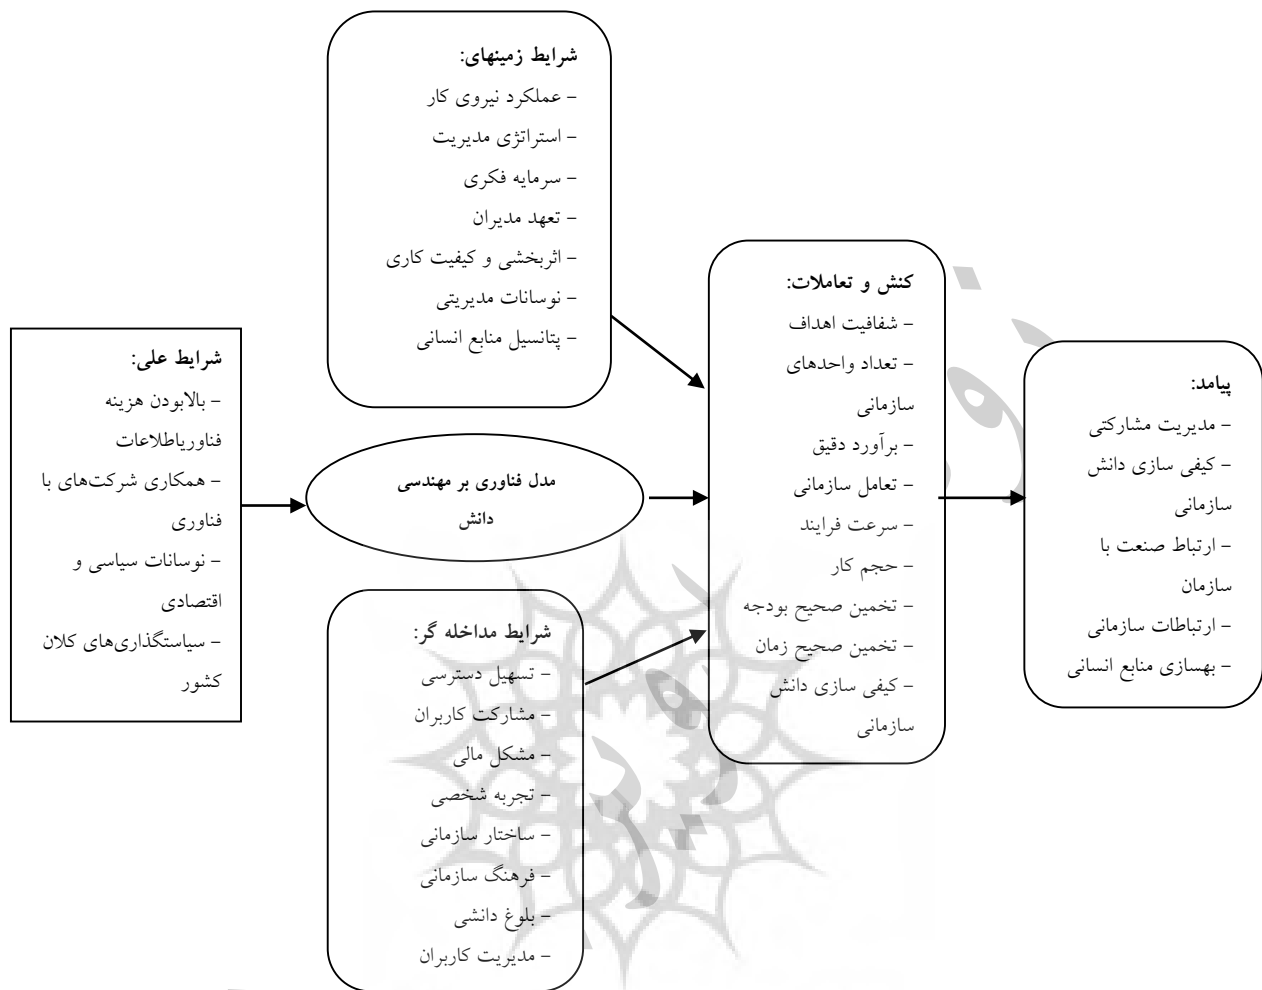 شرایط زمینهای:
- عملکرد نیروی کار
- استراتژی مدیریت
- سرمایه فکری
- تعهد مدیران
- اثربخشی و کیفیت کاری
- نوسانات مدیریتی
- پتانسیل منابع انسانی
کنش و تعاملات:
- شفافیت اهداف
- تعداد واحدهای
سازمانی
- برآورد دقیق
- تعامل سازمانی
- سرعت فرایند
- حجم کار
- تخمین صحیح بودجه
- تخمین صحیح زمان
- کیفی سازی دانش
سازمانی
پیامد:
- مدیریت مشارکتی
- کیفی سازی دانش
سازمانی
- ارتباط صنعت با
سازمان
- ارتباطات سازمانی
- بهسازی منابع انسانی
شرایط علی:
- بالابودن هزینه
فناوریاطلاعات
- همکاری شرکت‌های با
فناوری
- نوسانات سیاسی و
اقتصادی
- سیاستگذاری‌های کلان
کشور
مدل فناوری بر مهندسی
دانش
شرایط مداخله گر:
- تسهیل دسترسی
- مشارکت کاربران
- مشکل مالی
- تجربه شخصی
- ساختار سازمانی
- فرهنگ سازمانی
- بلوغ دانشی
- مدیریت کاربران